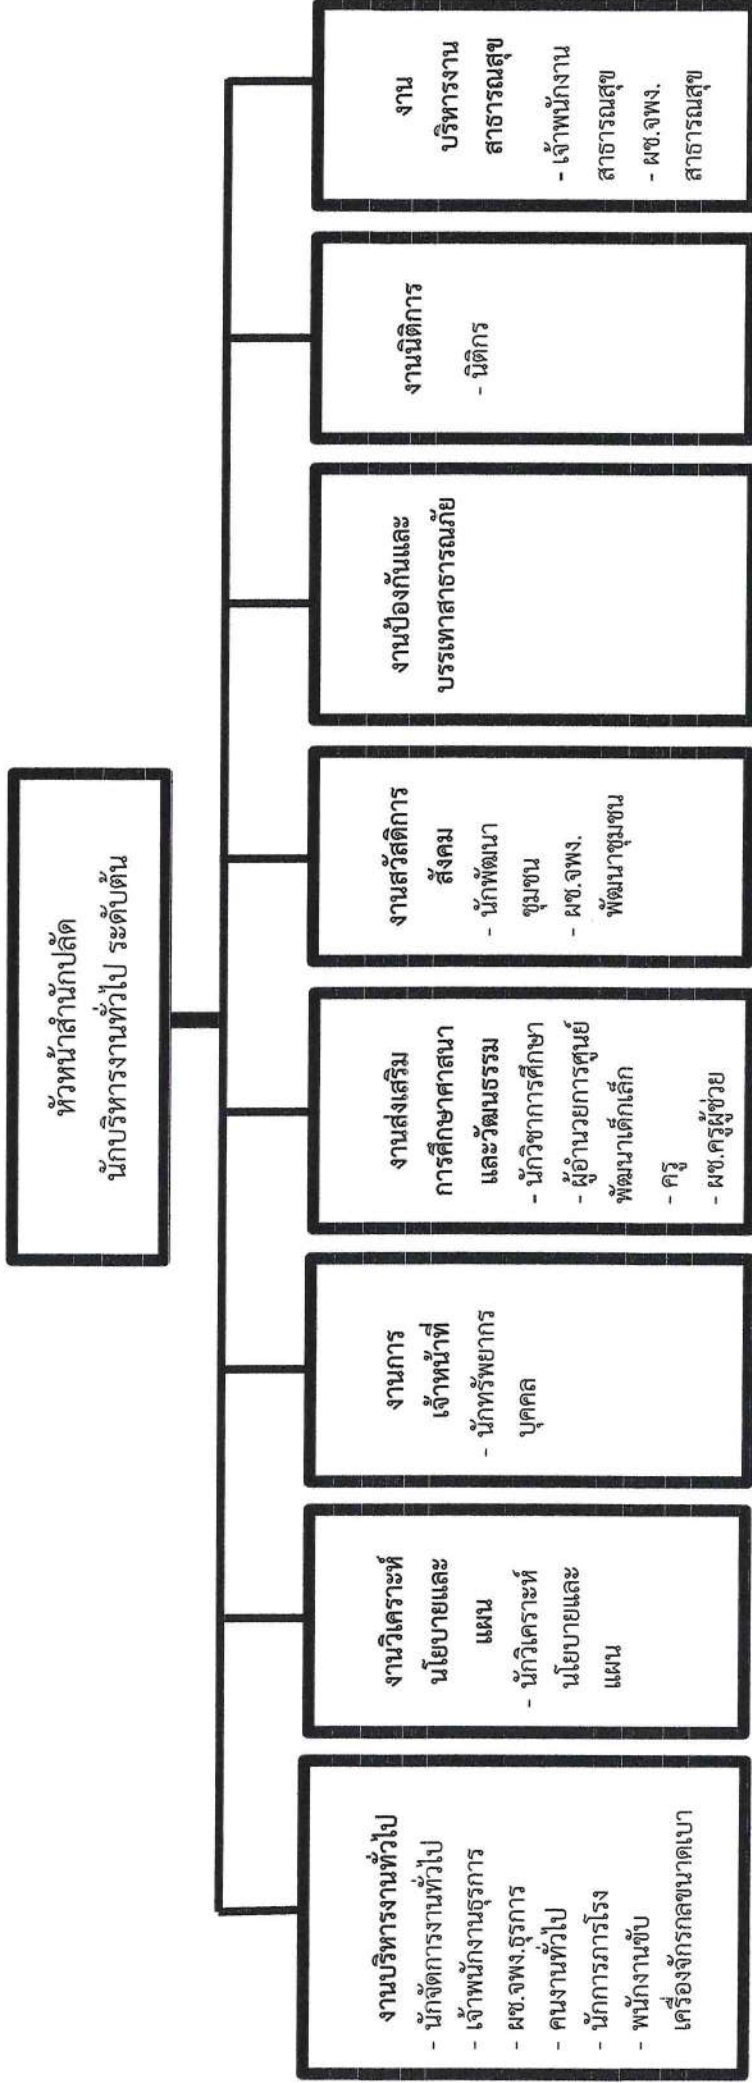 หัวหน้าสำนักปลัด
นักบริหารงานทั่วไป ระดับต้น
งานบริหารงานทั่วไป
- นักจัดการงานทั่วไป
- เจ้าพนักงานธุรการ
- ผช.จพง.ธุรการ
- คนงานทั่วไป
- นักการภารโรง
- พนักงานขับ
เครื่องจักรกลขนาดเบา
งานวิเคราะห์
นโยบายและ
แผน
- นักวิเคราะห์
นโยบายและ
แผน
งานการ
เจ้าหน้าที่
- นักทรัพยากร
บุคคล
งานส่งเสริม
การศึกษาศาสนา
และวัฒนธรรม
- นักวิชาการศึกษา
- ผู้อำนวยการศูนย์
พัฒนาเด็กเล็ก
- ครู
- ผช.ครูผู้ช่วย
งานสวัสดิการ
สังคม
- นักพัฒนา
ชุมชน
- ผช.จพง.
พัฒนาชุมชน
งานป้องกันและ
บรรเทาสาธารณภัย
งานนิติการ
- นิติกร
งาน
บริหารงาน
สาธารณสุข
- เจ้าพนักงาน
สาธารณสุข
- ผช.จพง.
สาธารณสุข